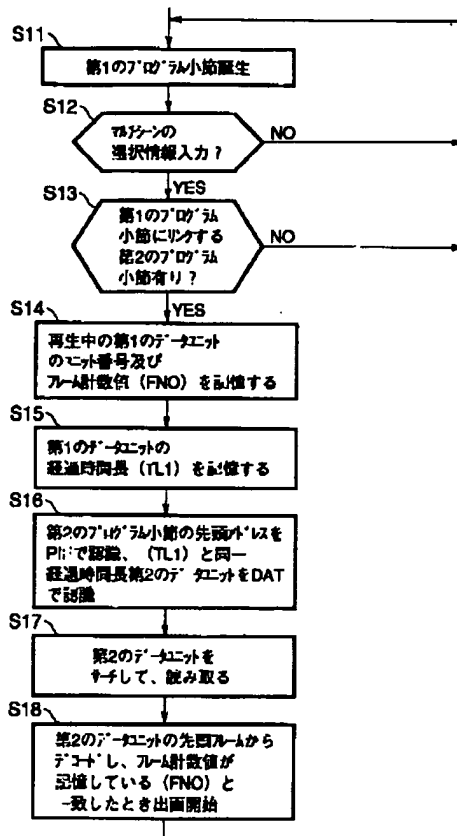 S11
第1のプログラム小節誕生
S12
マルチシーンの
選択情報入力?
NO
YES
S13
第1のプログラム
小節にリンクする
第2のプログラム
小節有り?
NO
YES
S14
再生中の第1のデータユニット
のユニット番号及び
フレーム計数値(FNO)を記憶する
S15
第1のデータユニットの
経過時間長(TL1)を記憶する
S16
第2のプログラム小節の先頭アドレスを
で認識、(TL1)と同一
経過時間長第2のデータユニットをDAT
で認識
S17
第2のデータユニットを
サーチして、読み取る
S18
第2のデータユニットの先頭フレームから
デコードし、フレーム計数値が
記憶している(FNO)と
一致したとき出画開始